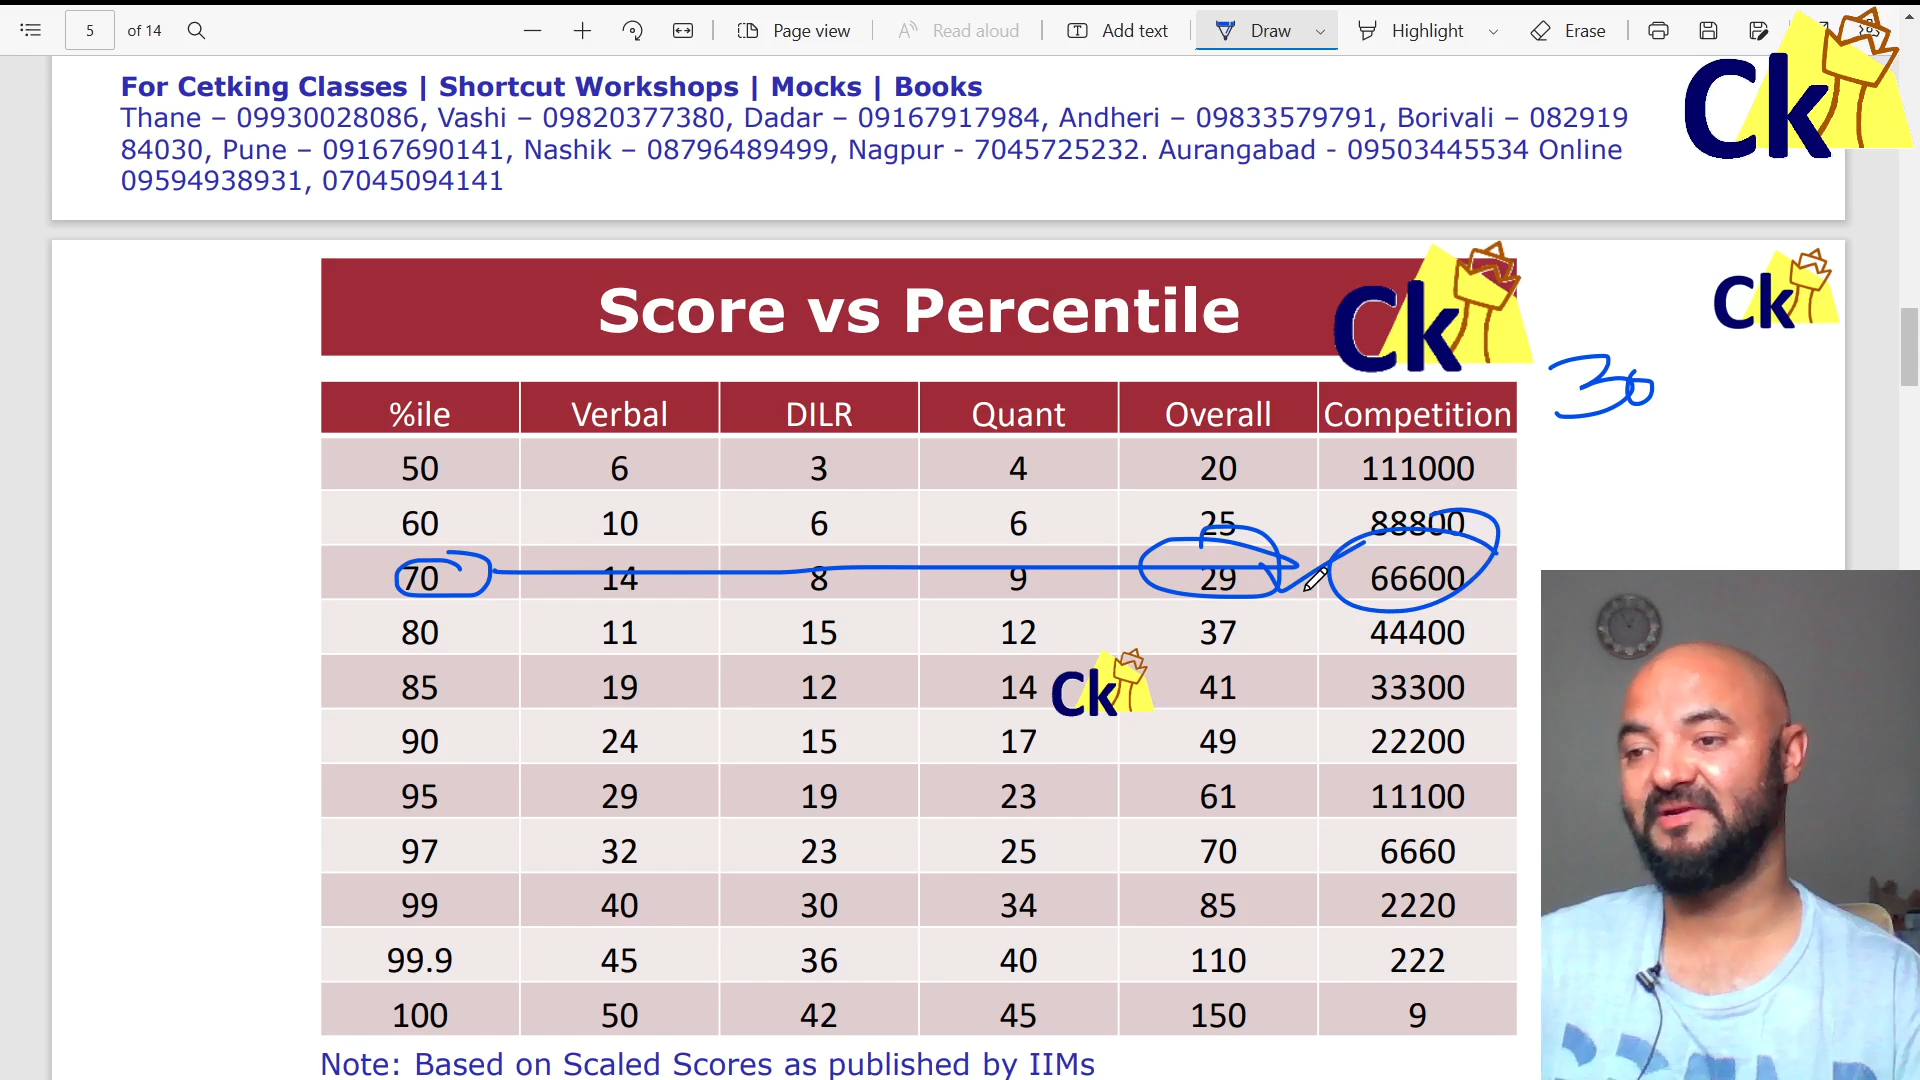 5 of 14 Page view Read aloud Add text Draw Highlight Erase
For Cetking Classes | Shortcut Workshops | Mocks | Books
Thane – 09930028086, Vashi – 09820377380, Dadar – 09167917984, Andheri – 09833579791, Borivali – 082919
84030, Pune – 09167690141, Nashik – 08796489499, Nagpur - 7045725232. Aurangabad - 09503445534 Online
09594938931, 07045094141
Ck
Score vs Percentile
Ck
Ck
30
%ile Verbal DILR Quant Overall Competition
50 6 3 4 20 111000
60 10 6 6 25 88800
70 14 8 9 29 66600
80 11 15 12 37 44400
85 19 12 14 41 33300
Ck
90 24 15 17 49 22200
95 29 19 23 61 11100
97 32 23 25 70 6660
99 40 30 34 85 2220
99.9 45 36 40 110 222
100 50 42 45 150 9
Note: Based on Scaled Scores as published by IIMs